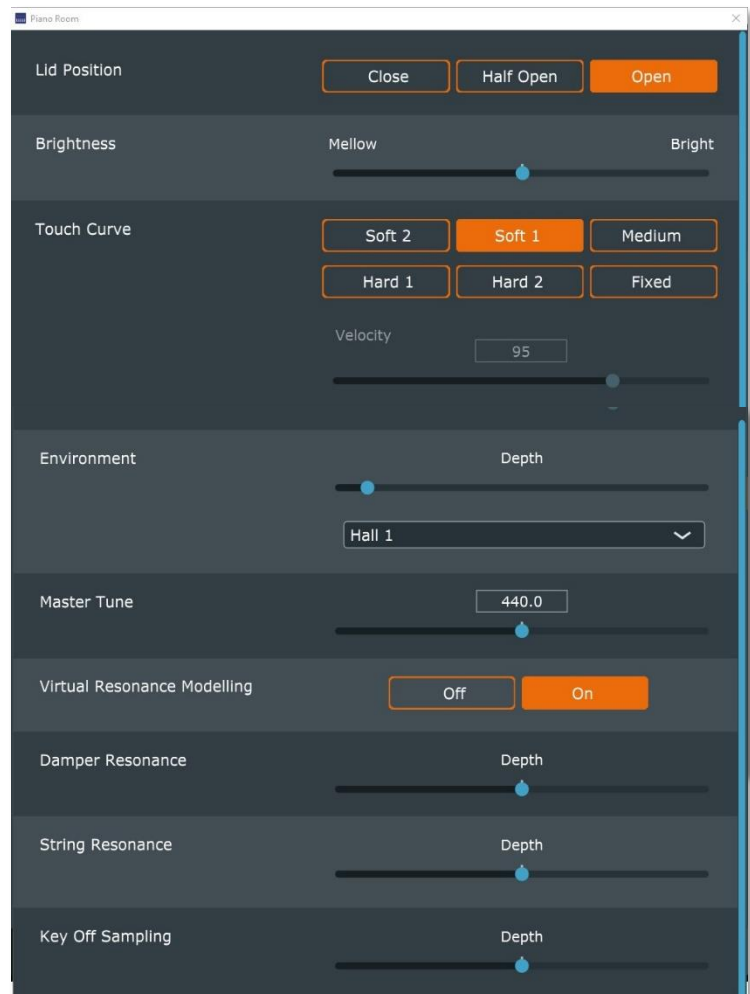 Piano Room
Lid Position Close Half Open Open
Brightness Mellow Bright
Touch Curve Soft 2 Soft 1 Medium
Hard 1 Hard 2 Fixed
Velocity 95
Environment Depth
Hall 1
Master Tune 440.0
Virtual Resonance Modelling Off On
Damper Resonance Depth
String Resonance Depth
Key Off Sampling Depth